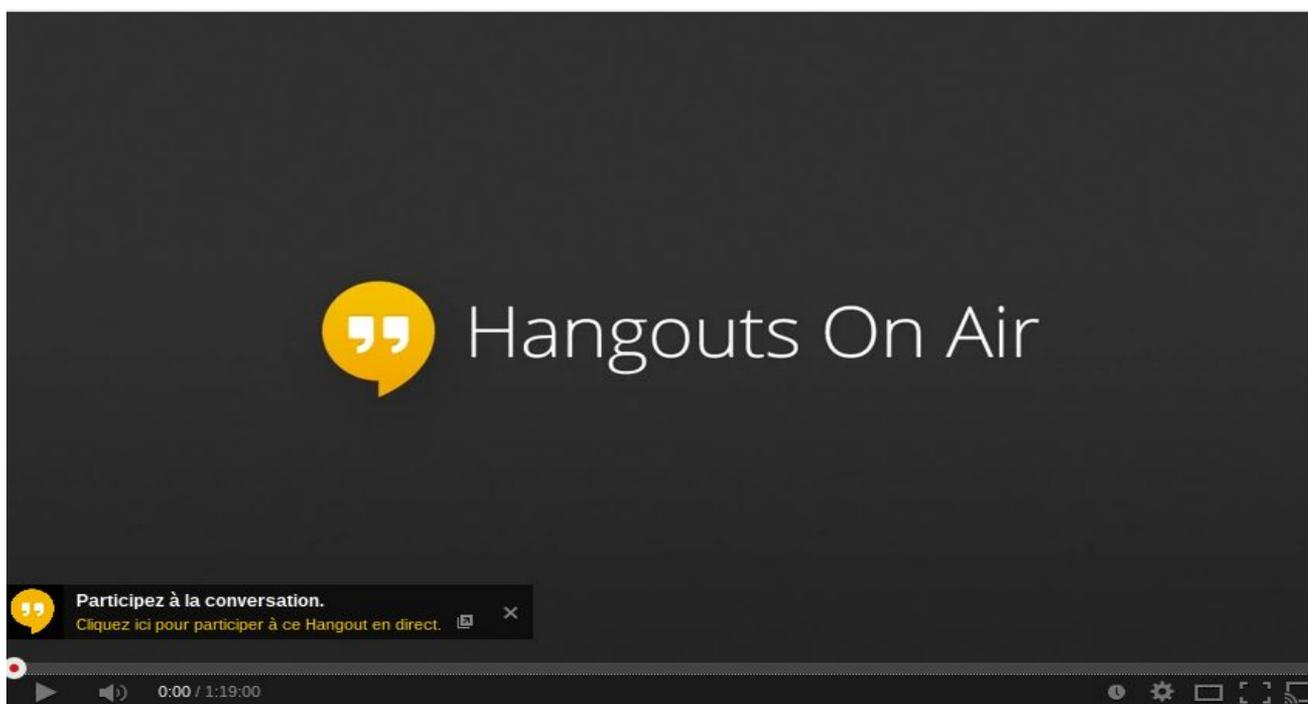 Hangouts On Air
Participez à la conversation.
Cliquez ici pour participer à ce Hangout en direct.
0:00 / 1:19:00